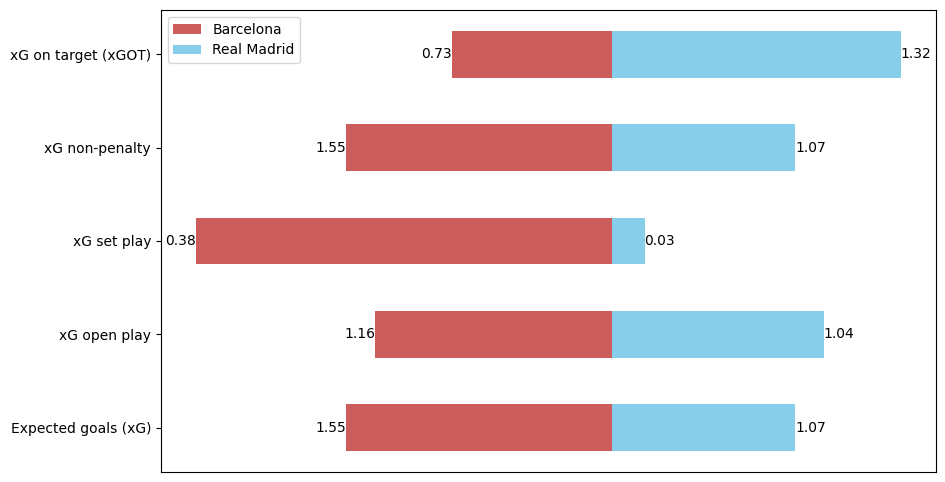 Barcelona
Real Madrid
xG on target (xGOT) 0.73 1.32
xG non-penalty 1.55 1.07
xG set play 0.38 0.03
xG open play 1.16 1.04
Expected goals (xG) 1.55 1.07